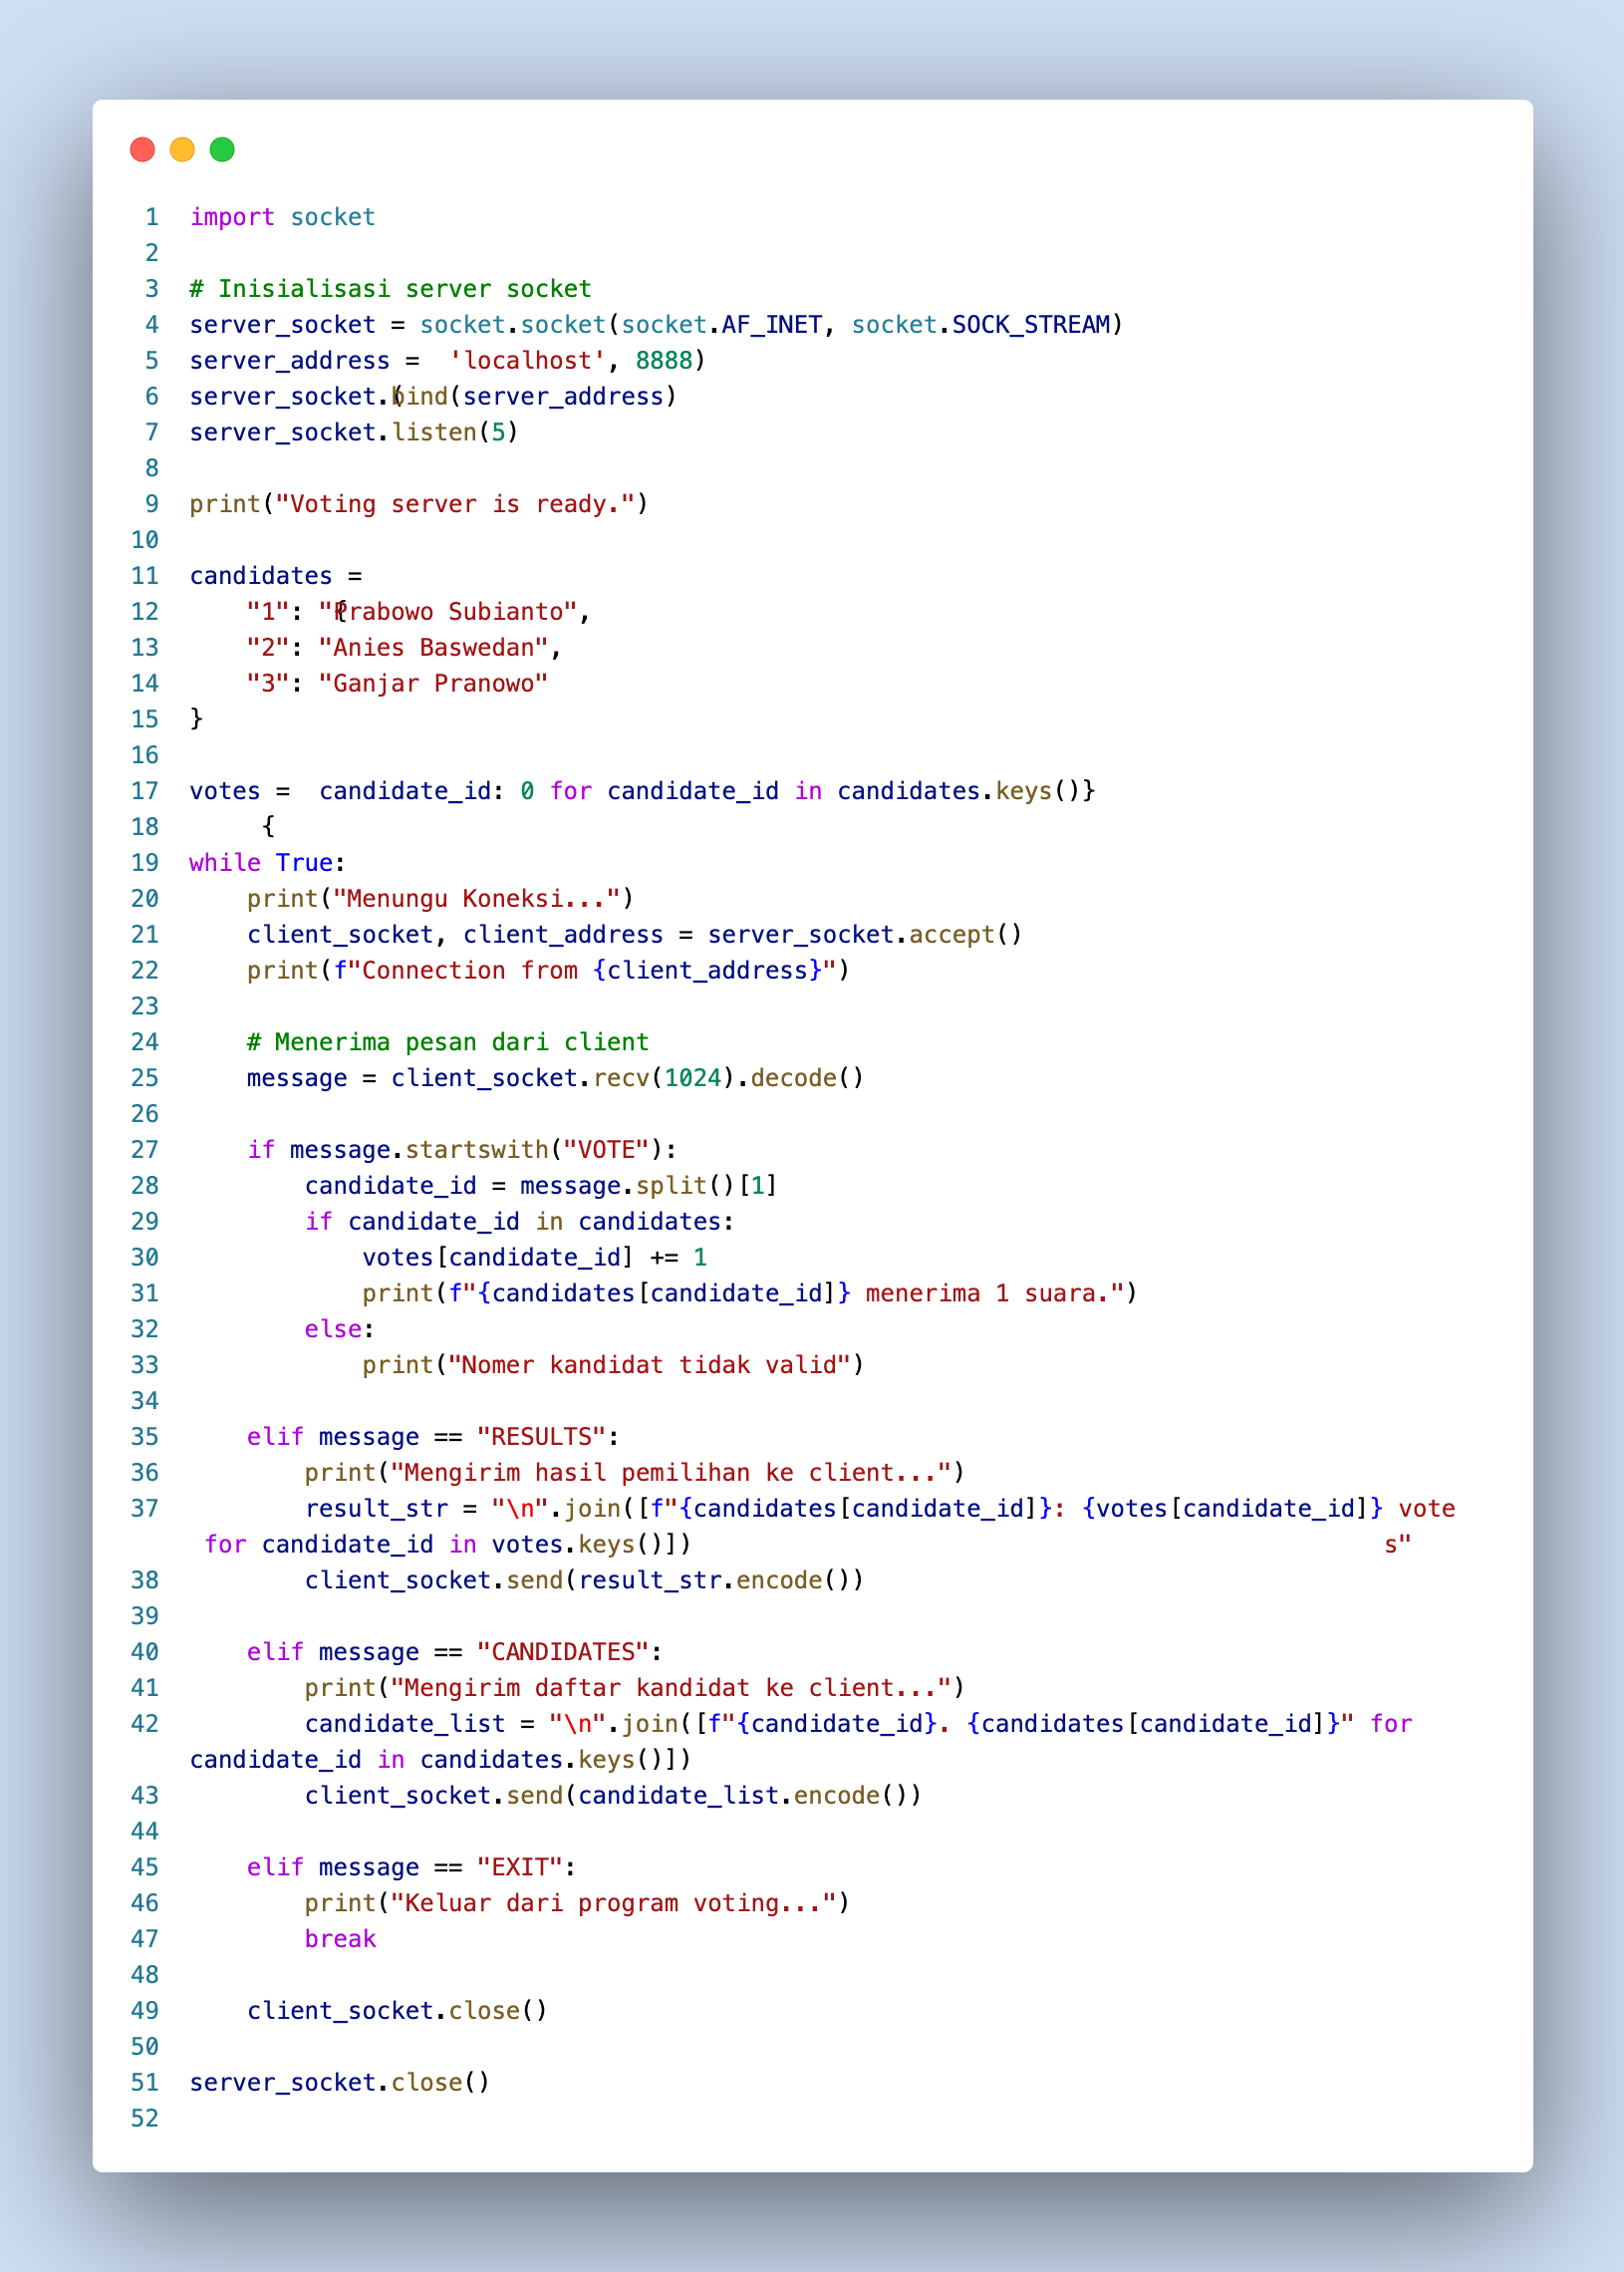 1 import socket
2
3 # Inisialisasi server socket
4 server_socket = socket.socket(socket.AF_INET, socket.SOCK_STREAM)
5 server_address = ('localhost', 8888)
6 server_socket.bind(server_address)
7 server_socket.listen(5)
8
9 print("Voting server is ready.")
10
11 candidates = {
12     "1": "Prabowo Subianto",
13     "2": "Anies Baswedan",
14     "3": "Ganjar Pranowo"
15 }
16
17 votes = {candidate_id: 0 for candidate_id in candidates.keys()}
18
19 while True:
20     print("Menungu Koneksi...")
21     client_socket, client_address = server_socket.accept()
22     print(f"Connection from {client_address}")
23
24     # Menerima pesan dari client
25     message = client_socket.recv(1024).decode()
26
27     if message.startswith("VOTE"):
28         candidate_id = message.split()[1]
29         if candidate_id in candidates:
30             votes[candidate_id] += 1
31             print(f"{candidates[candidate_id]} menerima 1 suara.")
32         else:
33             print("Nomer kandidat tidak valid")
34
35     elif message == "RESULTS":
36         print("Mengirim hasil pemilihan ke client...")
37         result_str = "\n".join([f"{candidates[candidate_id]}: {votes[candidate_id]} votes"
 for candidate_id in votes.keys()])
38         client_socket.send(result_str.encode())
39
40     elif message == "CANDIDATES":
41         print("Mengirim daftar kandidat ke client...")
42         candidate_list = "\n".join([f"{candidate_id}. {candidates[candidate_id]}" for
candidate_id in candidates.keys()])
43         client_socket.send(candidate_list.encode())
44
45     elif message == "EXIT":
46         print("Keluar dari program voting...")
47         break
48
49     client_socket.close()
50
51 server_socket.close()
52